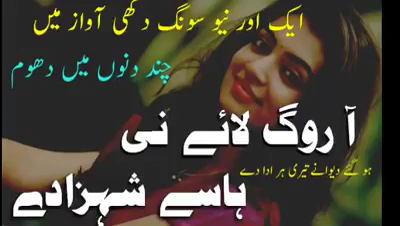 ایک اور نیو سونگ دکھی آواز میں
چند دنوں میں دھوم
آ روگ لائے نی
ہو گئے دیوانے تیری ہر ادا دے
ہاسے شہزادے